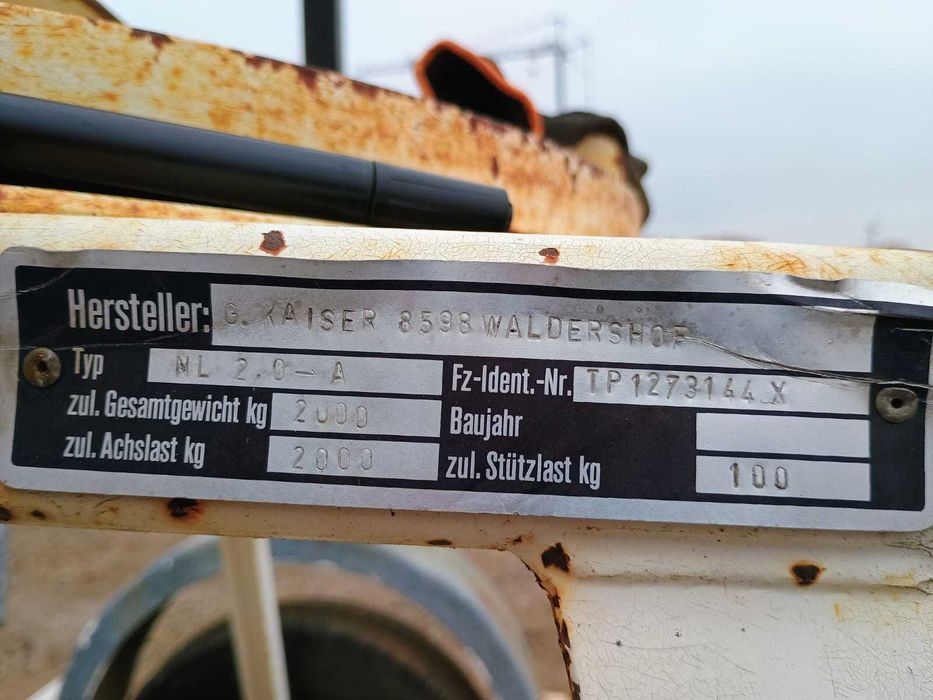 Hersteller: G. KAISER 8598 WALDERSHOF
Typ NL 2.0-A Fz-Ident.-Nr. TP1273144 X
zul. Gesamtgewicht kg 2000 Baujahr
zul. Achslast kg 2000 zul. Stützlast kg 100